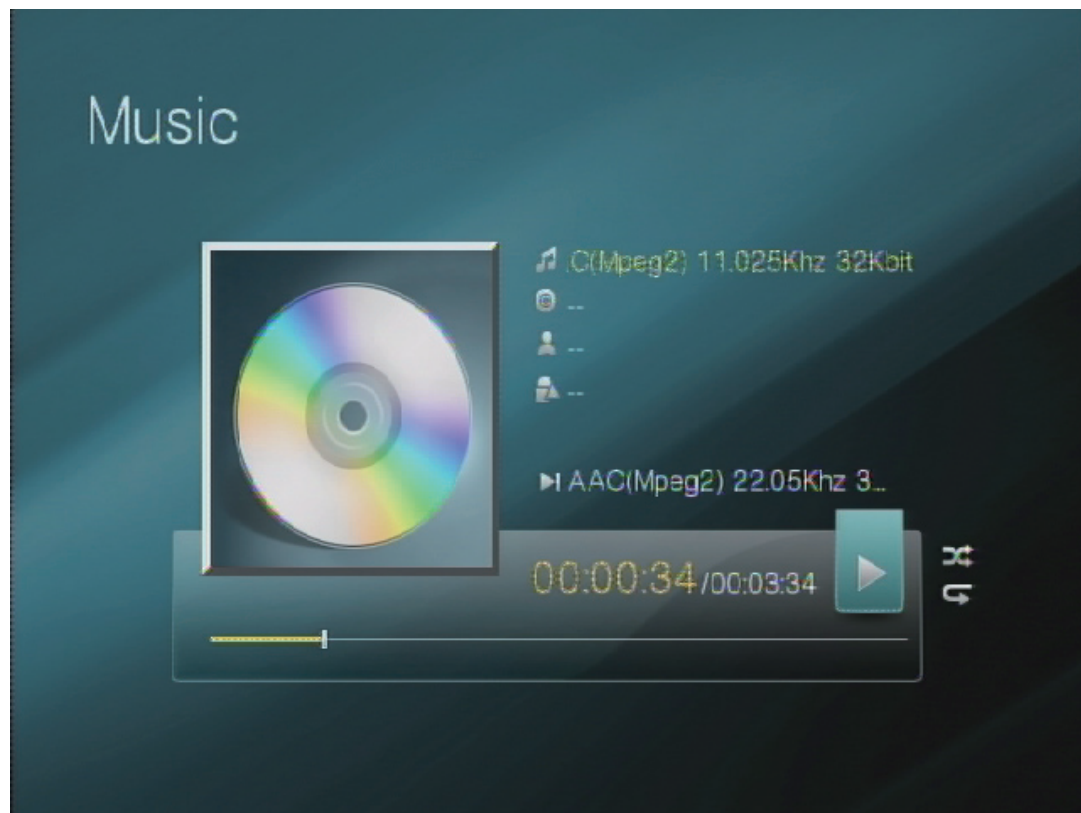 Music
.C(Mpeg2) 11.025Khz 32Kbit
--
--
--
AAC(Mpeg2) 22.05Khz 3...
00:00:34/00:03:34